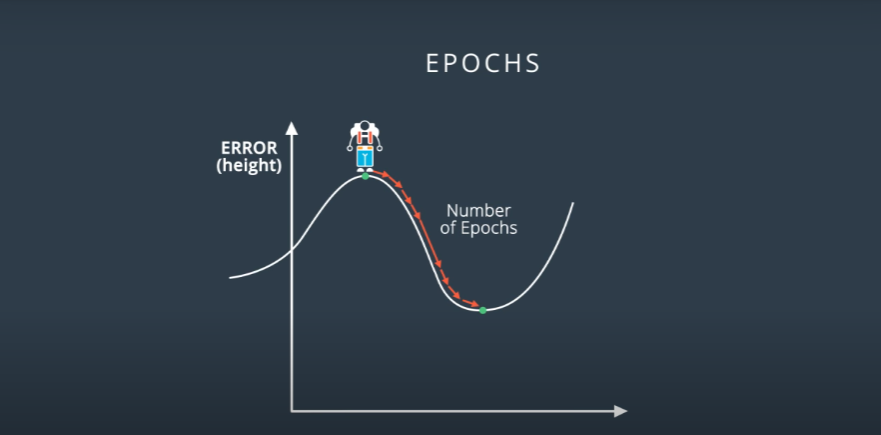 EPOCHS
ERROR
(height)
Number
of Epochs